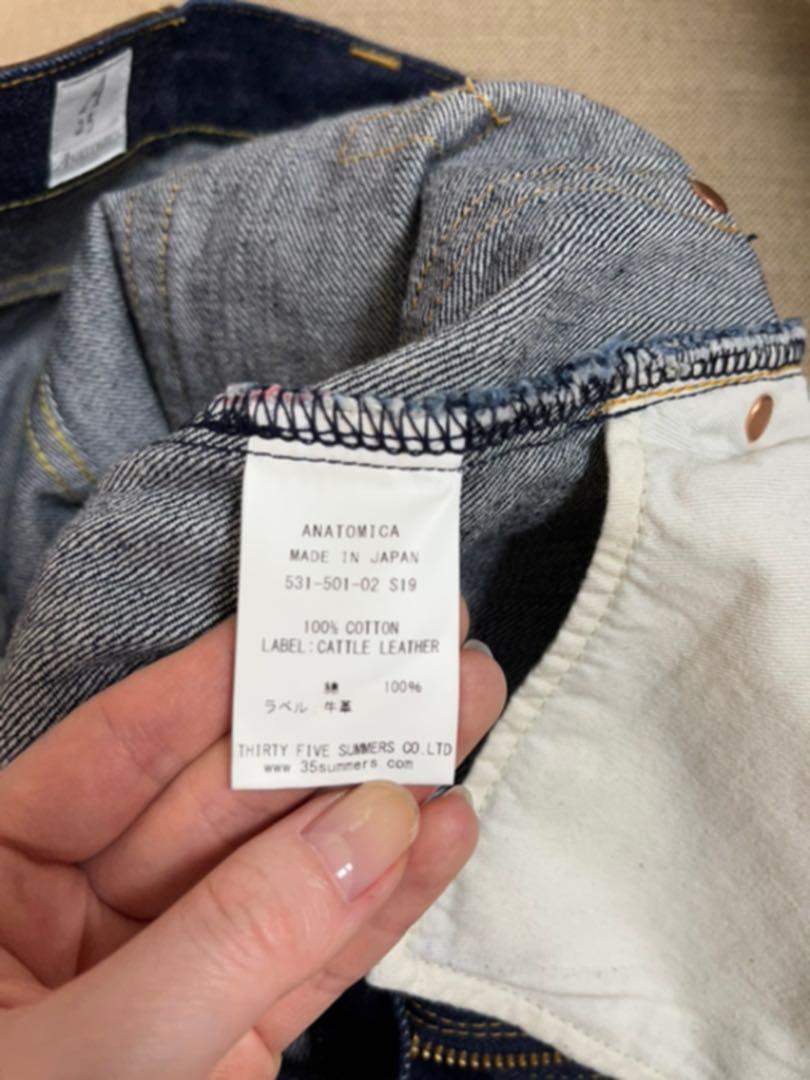 ANATOMICA
MADE IN JAPAN
531-501-02 S19
100% COTTON
LABEL:CATTLE LEATHER
綿 100%
ラベル 牛革
THIRTY FIVE SUMMERS CO.LTD
www 35summers.com